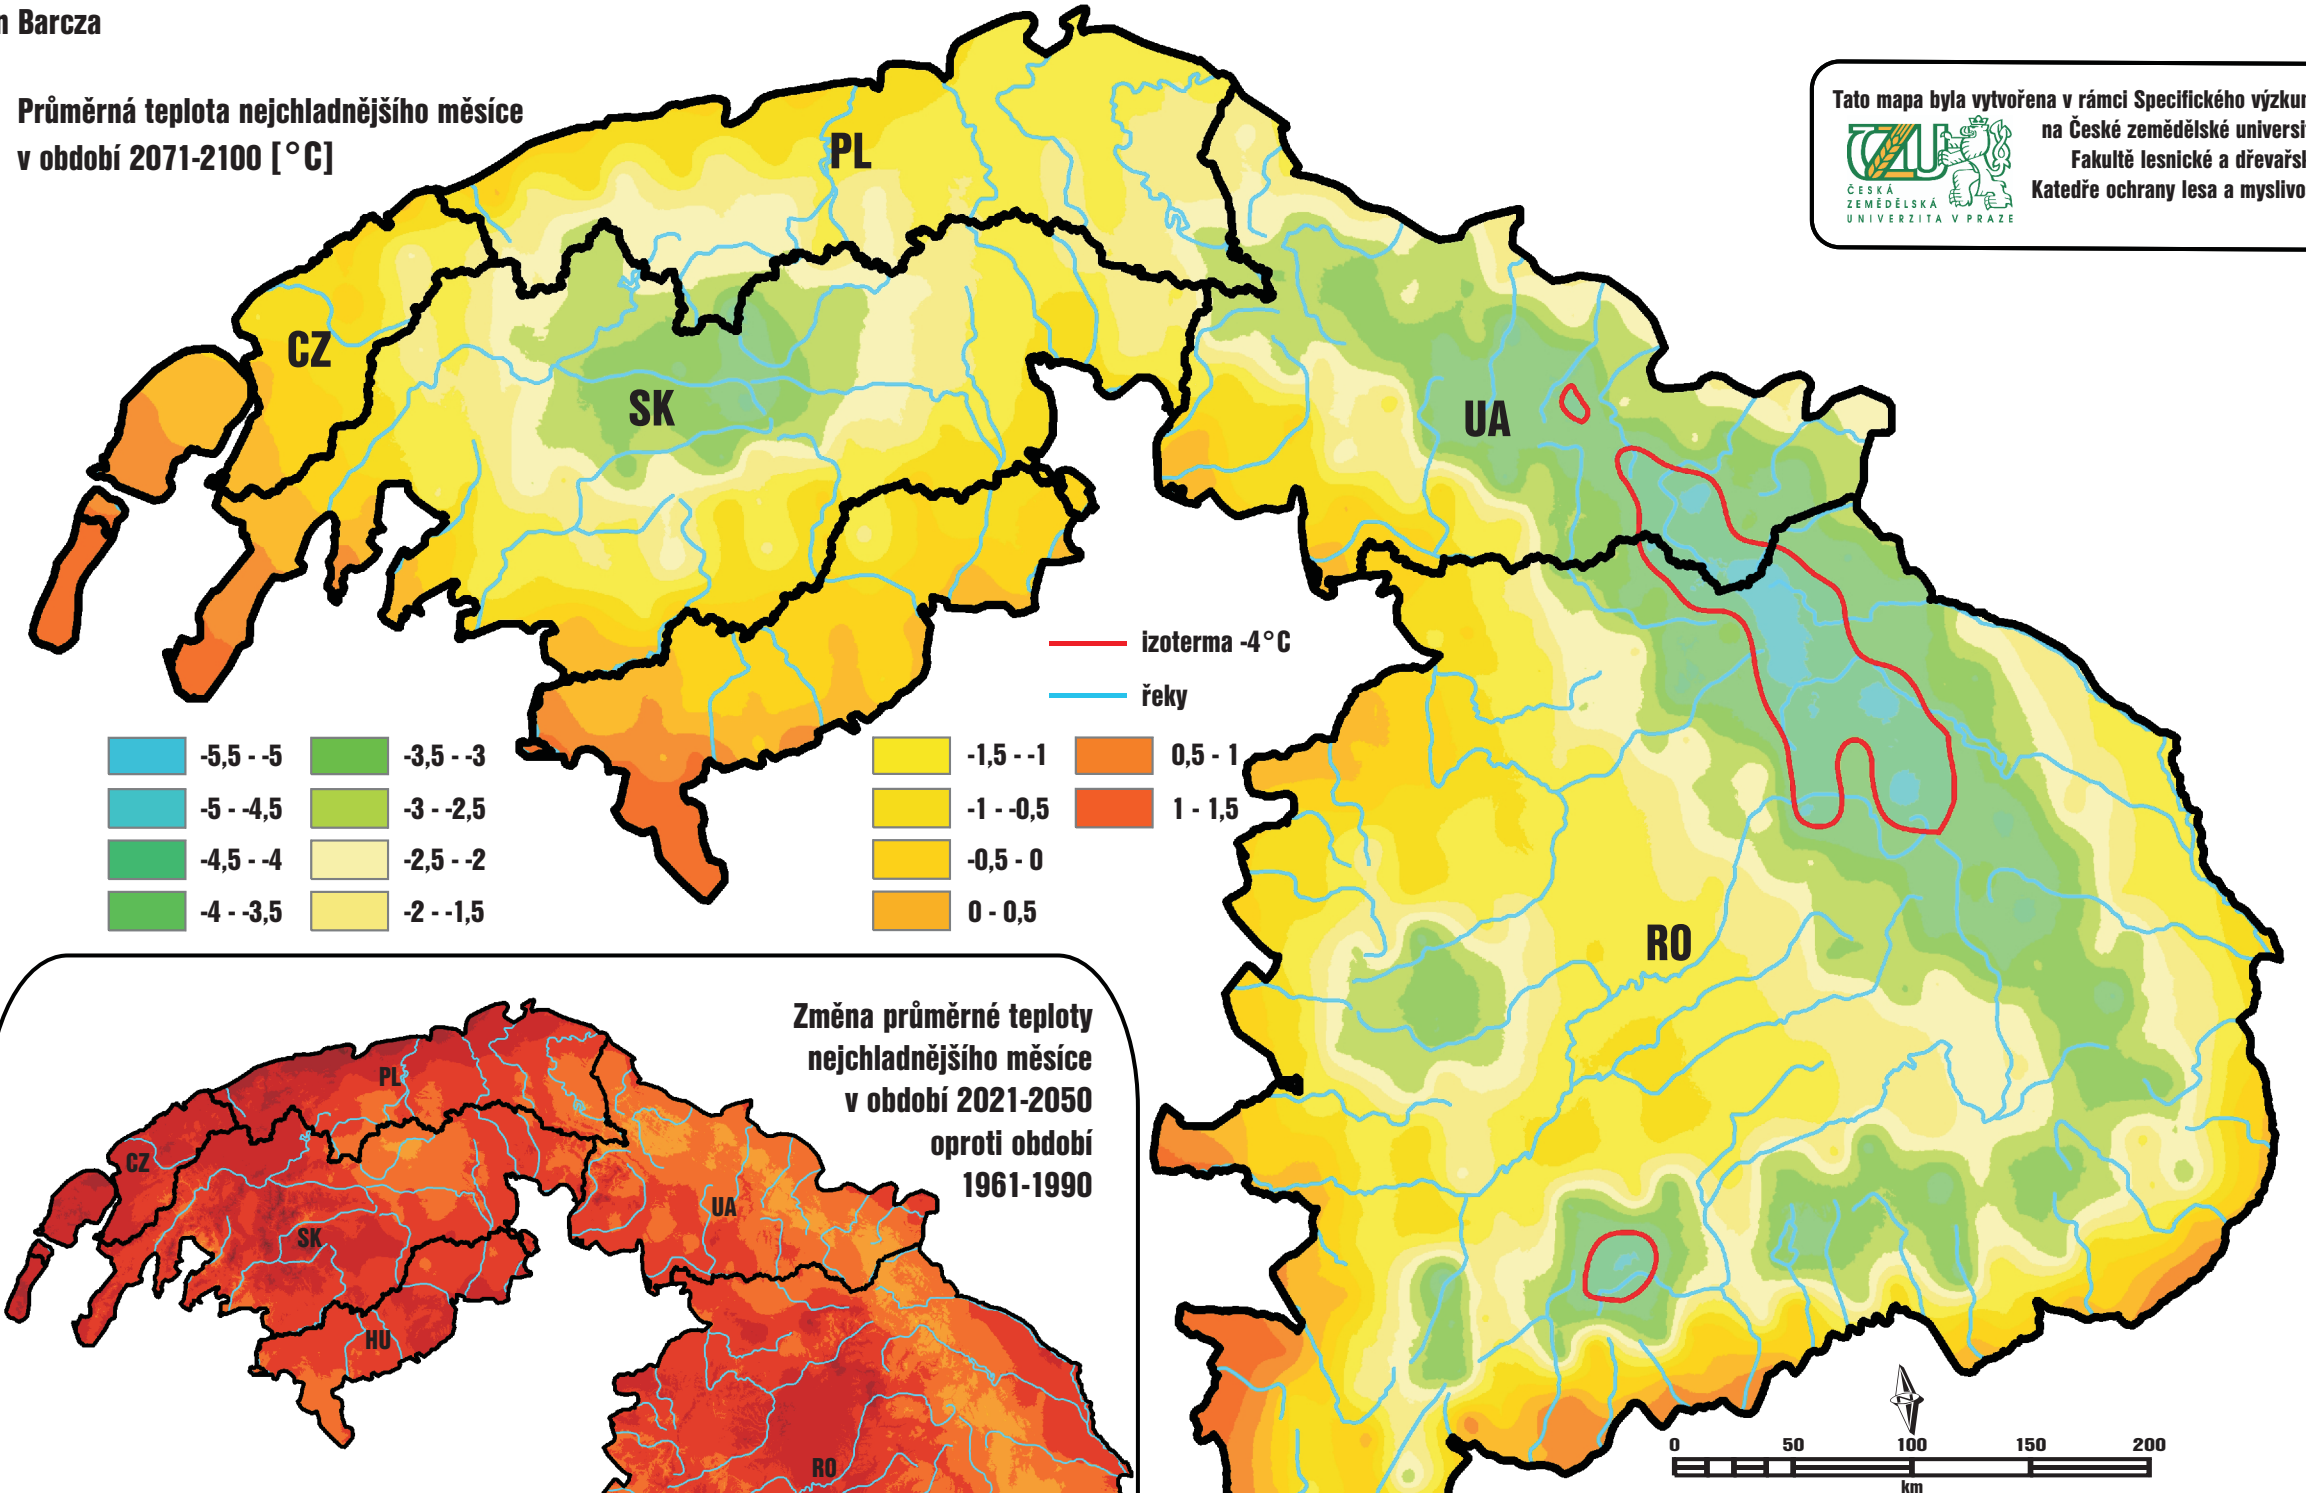 Barcza
Průměrná teplota nejchladnějšího měsíce
v období 2071-2100 [°C]
Tato mapa byla vytvořena v rámci Specifického
na České zemědělské
Fakultě lesnické a
Katedře ochrany lesa a
ČESKÁ
ZEMĚDĚLSKÁ
UNIVERZITA V PRAZE
PL
CZ
SK
UA
RO
izoterma -4°C
řeky
-5,5 - -5
-5 - -4,5
-4,5 - -4
-4 - -3,5
-3,5 - -3
-3 - -2,5
-2,5 - -2
-2 - -1,5
-1,5 - -1
-1 - -0,5
-0,5 - 0
0 - 0,5
0,5 - 1
1 - 1,5
Změna průměrné teploty
nejchladnějšího měsíce
v období 2021-2050
oproti období
1961-1990
PL
CZ
SK
UA
HU
RO
0 50 100 150 200
km